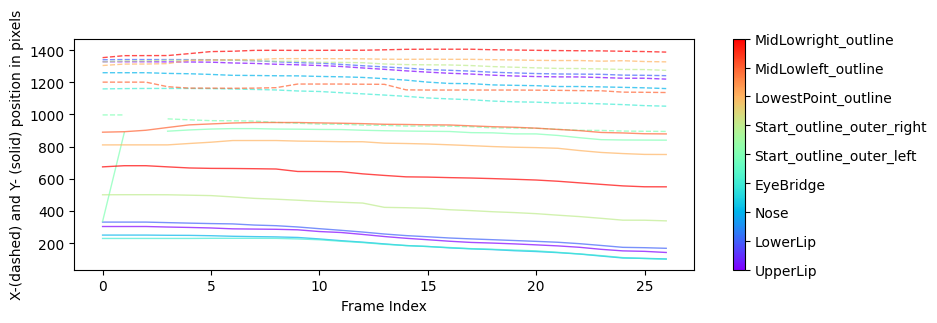 X-(dashed) and Y- (solid) position in pixels
1400
1200
1000
800
600
400
200
0
5
10
15
20
25
Frame Index
MidLowright_outline
MidLowleft_outline
LowestPoint_outline
Start_outline_outer_right
Start_outline_outer_left
EyeBridge
Nose
LowerLip
UpperLip